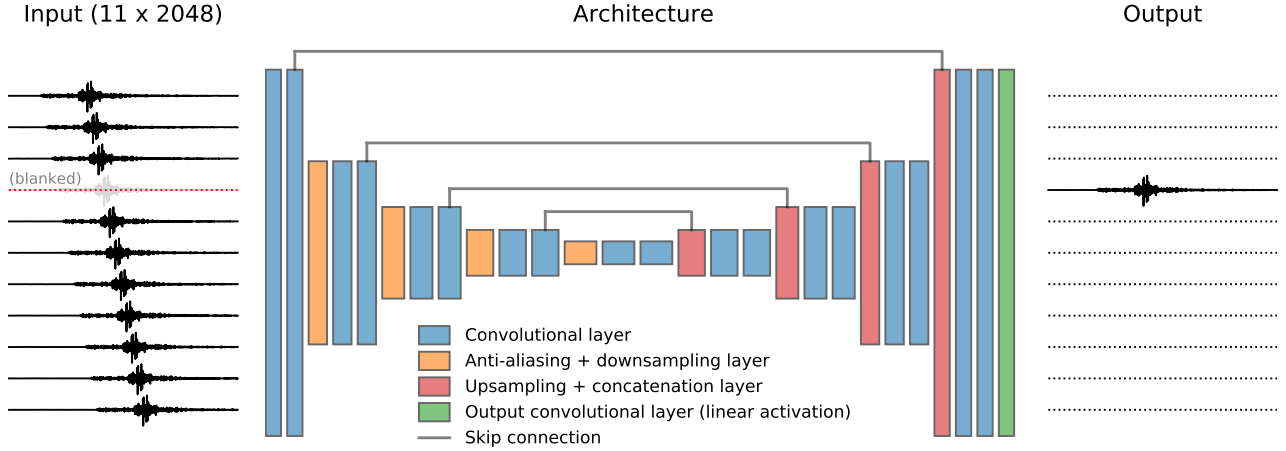 Input (11 x 2048)
Architecture
Output
(blanked)
Convolutional layer
Anti-aliasing + downsampling layer
Upsampling + concatenation layer
Output convolutional layer (linear activation)
Skip connection